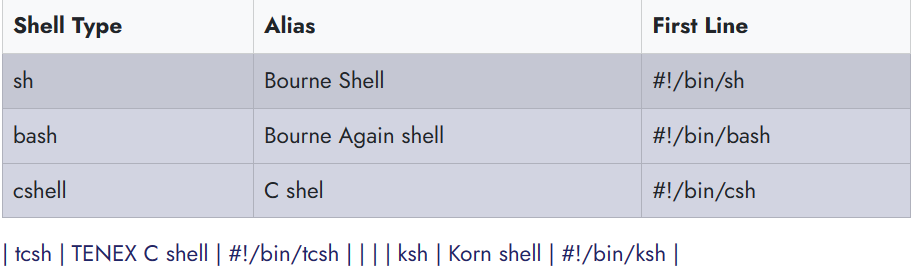 Shell Type Alias First Line
sh Bourne Shell #!/bin/sh
bash Bourne Again shell #!/bin/bash
cshell C shel #!/bin/csh
| tcsh | TENEX C shell | #!/bin/tcsh | | | | ksh | Korn shell | #!/bin/ksh |